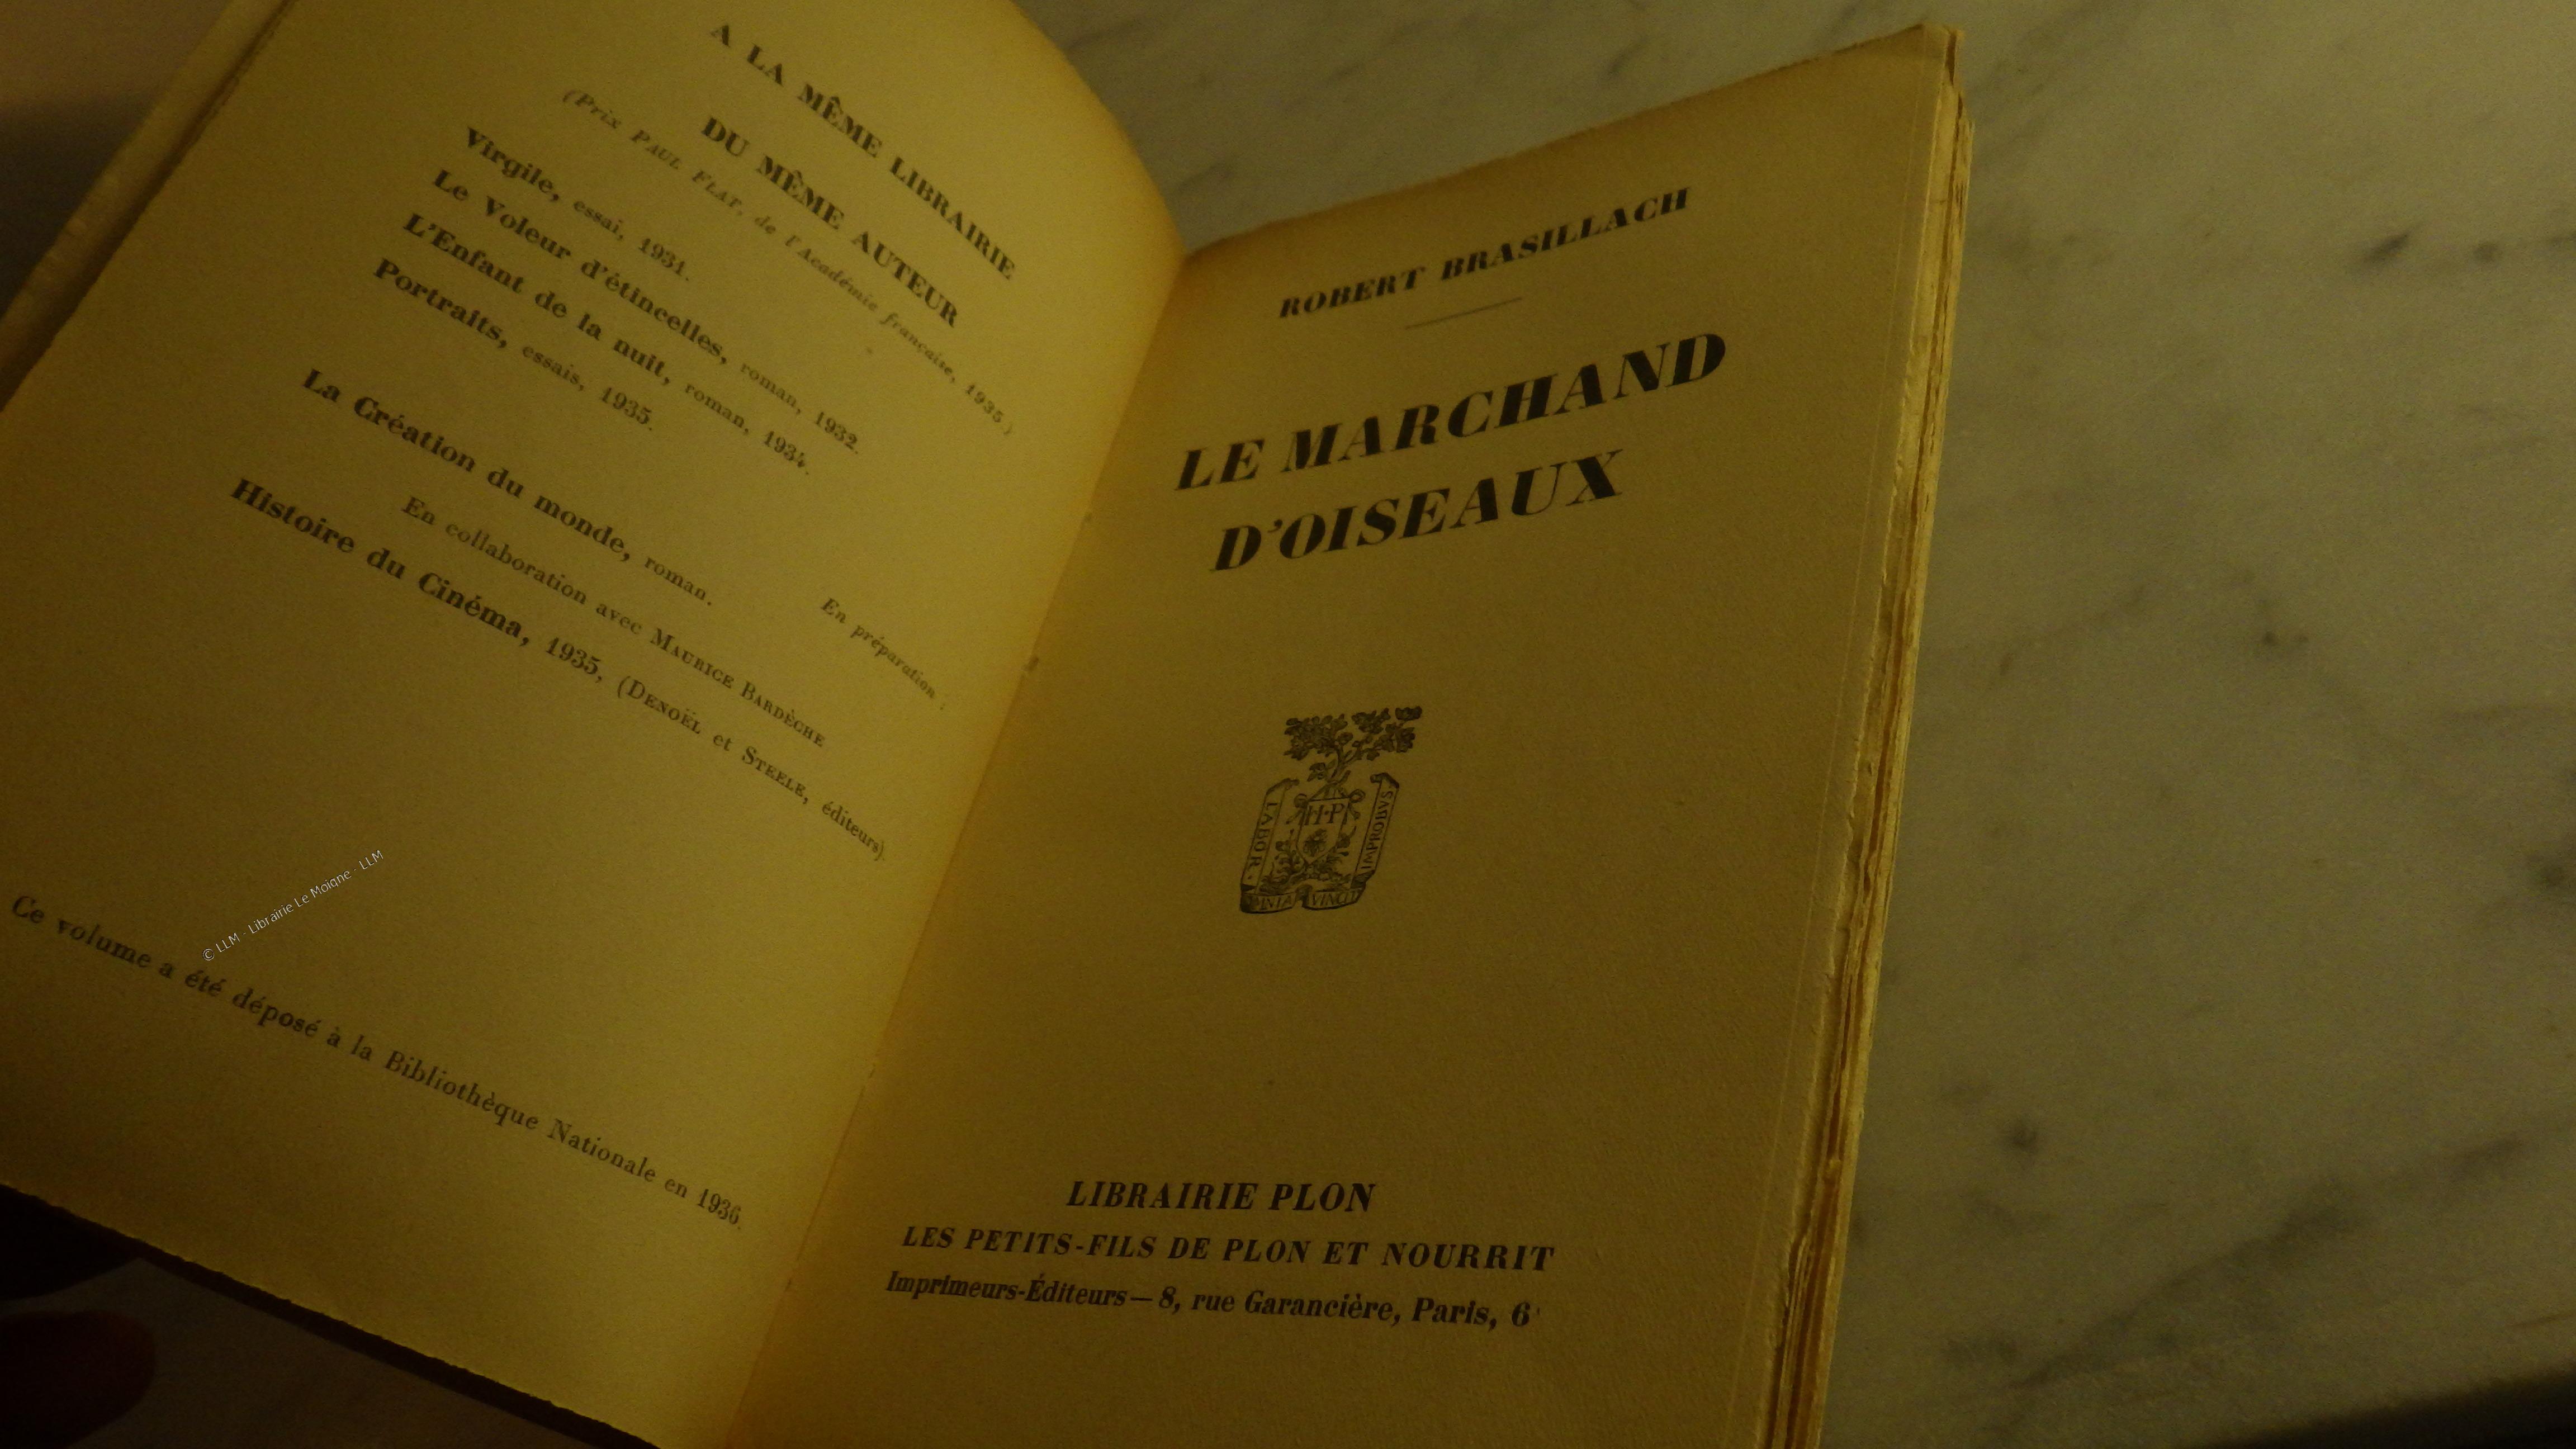 A LA MÊME LIBRAIRIE
DU MÊME AUTEUR
(Prix PAUL FLAT, de l'Académie française, 1935.)
Virgile, essai, 1931.
Le Voleur d'étincelles, roman, 1932.
L'Enfant de la nuit, roman, 1934.
Portraits, essais, 1935.
En préparation :
La Création du monde, roman.
En collaboration avec MAURICE BARDÈCHE
Histoire du Cinéma, 1935, (DENOËL et STEELE, éditeurs).
© LLM - Librairie Le Moigne - LLM
Ce volume a été déposé à la Bibliothèque Nationale en 1936.
ROBERT BRASILLACH
LE MARCHAND
D'OISEAUX
H·P
LABOR
IMPROBVS
OMNIA VINCIT
LIBRAIRIE PLON
LES PETITS-FILS DE PLON ET NOURRIT
Imprimeurs-Éditeurs — 8, rue Garancière, Paris, 6